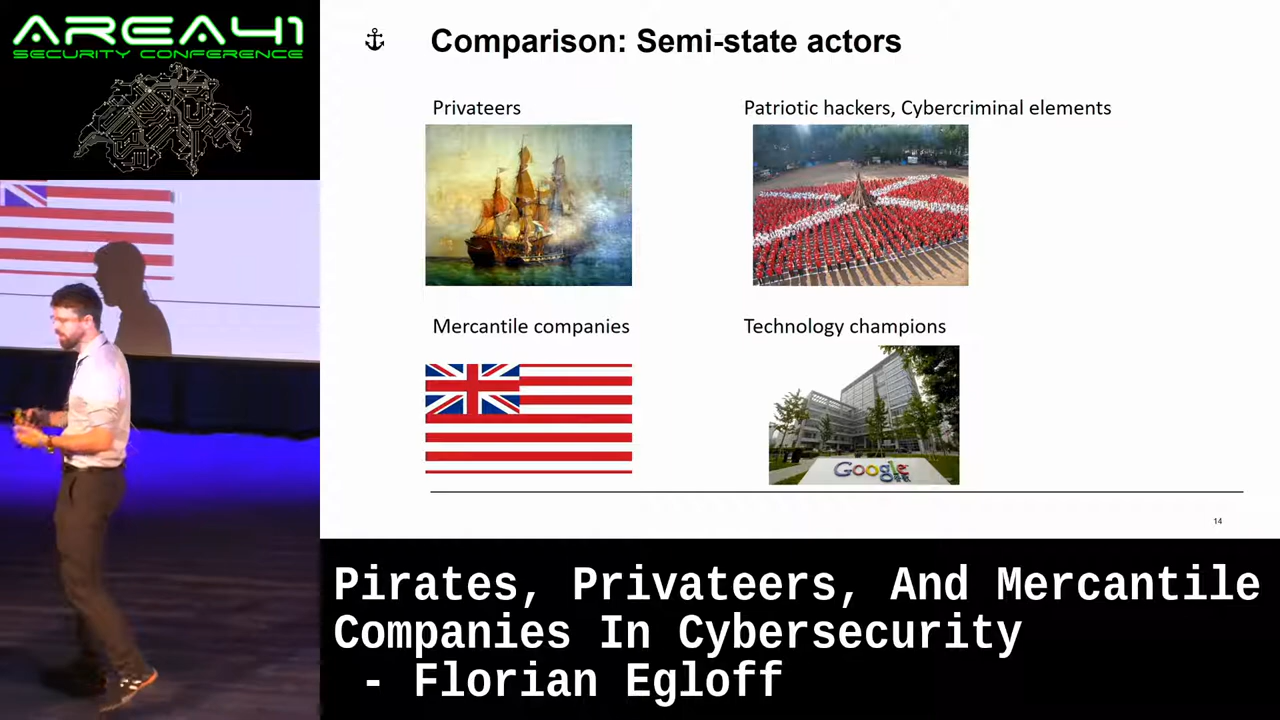 AREA41
SECURITY CONFERENCE
Comparison: Semi-state actors
Privateers
Patriotic hackers, Cybercriminal elements
Mercantile companies
Technology champions
Google
14
Pirates, Privateers, And Mercantile
Companies In Cybersecurity
- Florian Egloff